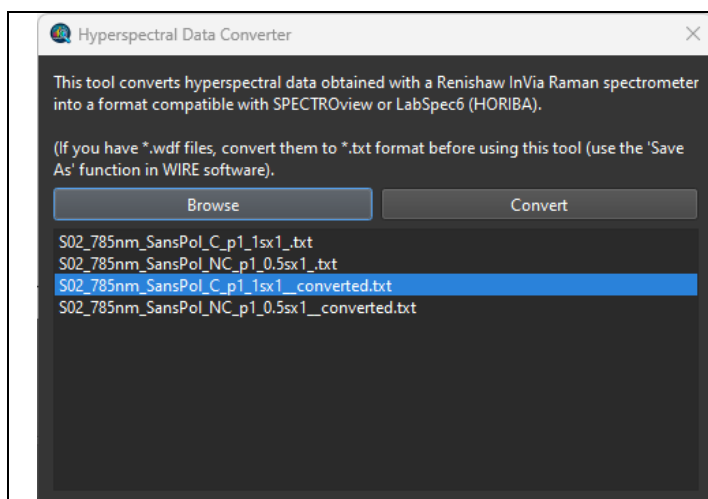 Hyperspectral Data Converter
This tool converts hyperspectral data obtained with a Renishaw InVia Raman spectrometer
into a format compatible with SPECTROview or LabSpec6 (HORIBA).
(If you have *.wdf files, convert them to *.txt format before using this tool (use the 'Save
As' function in WIRE software).
Browse
Convert
S02_785nm_SansPol_C_p1_1sx1_.txt
S02_785nm_SansPol_NC_p1_0.5sx1_.txt
S02_785nm_SansPol_C_p1_1sx1__converted.txt
S02_785nm_SansPol_NC_p1_0.5sx1__converted.txt